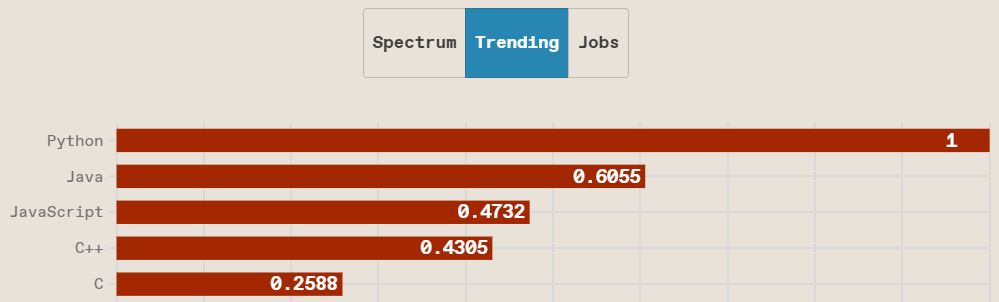 Spectrum Trending Jobs
Python 1
Java 0.6055
JavaScript 0.4732
C++ 0.4305
C 0.2588